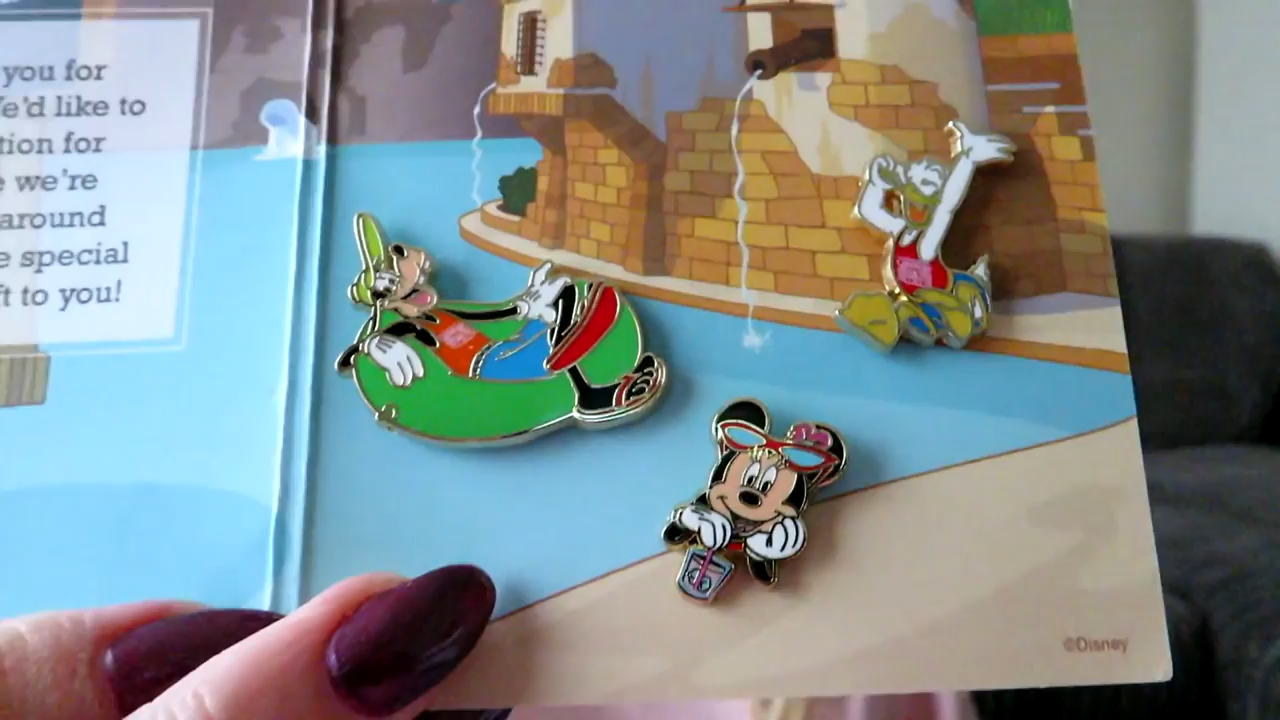 you for
e'd like to
tion for
e we're
around
e special
ft to you!
©Disney